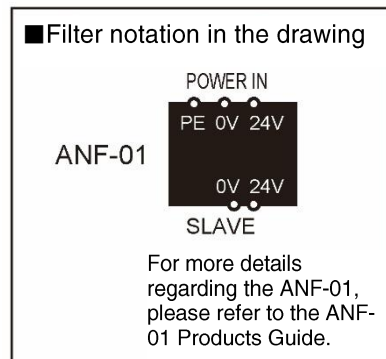 ■Filter notation in the drawing
POWER IN
PE 0V 24V
ANF-01
0V 24V
SLAVE
For more details
regarding the ANF-01,
please refer to the ANF-
01 Products Guide.